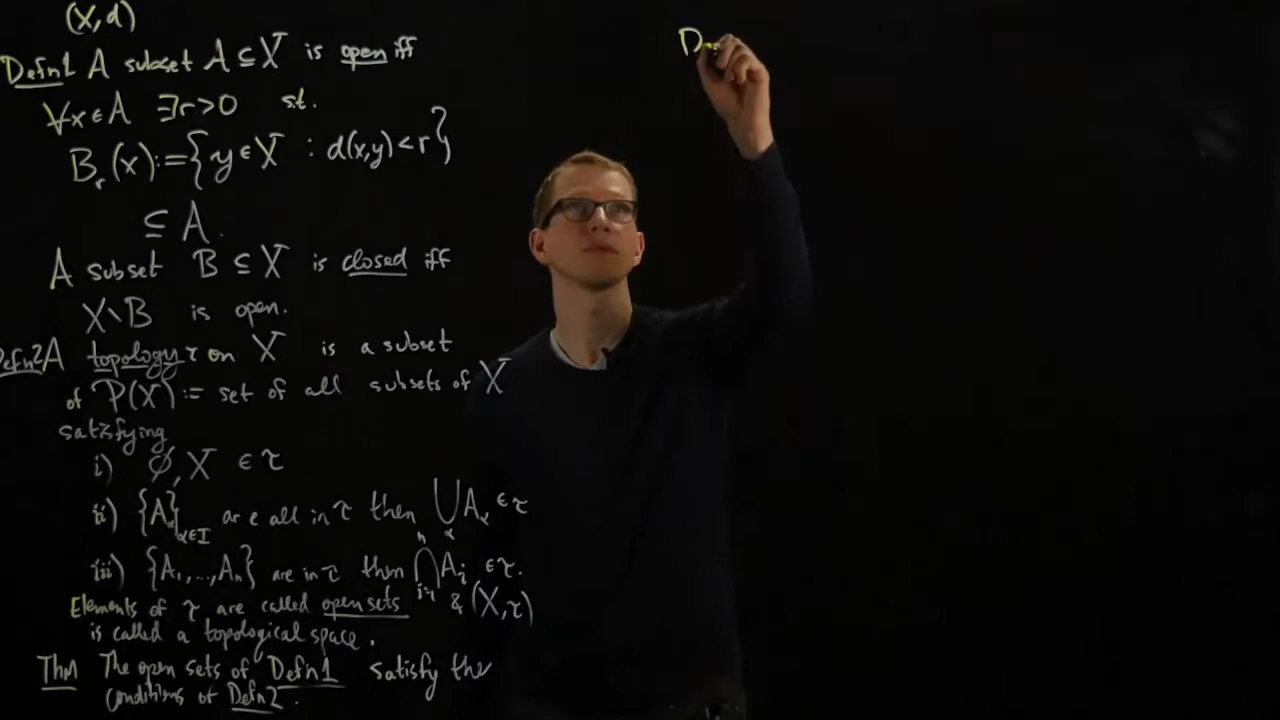 (X,d)
Defn1 A subset A ⊆ X is open iff
∀x∈A ∃r>0 s.t.
Bᵣ(x):={y∈X : d(x,y)<r}
⊆ A.
A subset B ⊆ X is closed iff
X∖B is open.
Defn2 A topology τ on X is a subset
of P(X):= set of all subsets of X
satisfying
i) ∅, X ∈ τ
ii) {A_α}_{α∈I} are all in τ then ⋃_α A_α ∈ τ
iii) {A₁,...,Aₙ} are in τ then ⋂_{i=1}^n A_i ∈ τ.
Elements of τ are called open sets & (X,τ)
is called a topological space.
Thm The open sets of Defn1 satisfy the
conditions of Defn2.
D